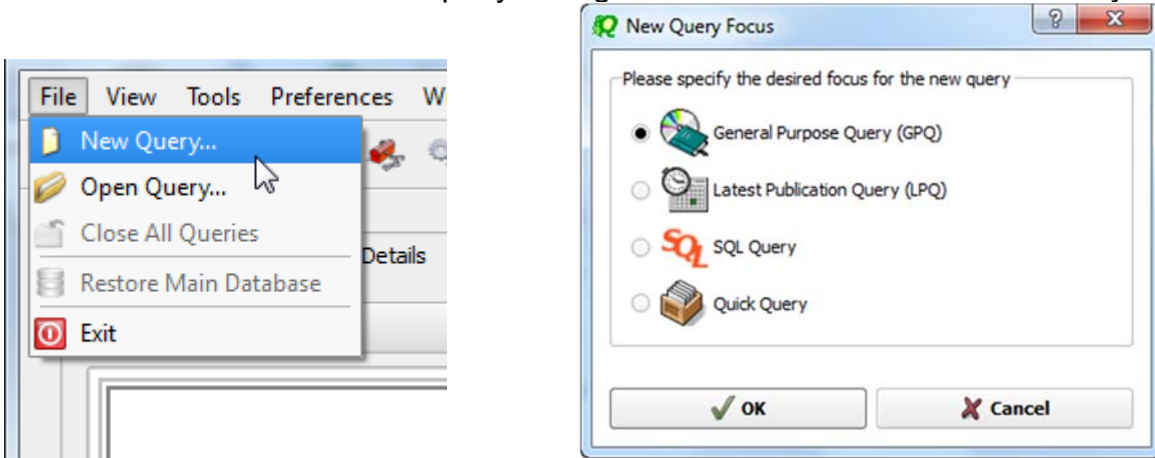 New Query Focus
File View Tools Preferences W
New Query...
Open Query...
Close All Queries
Details
Restore Main Database
Exit
Please specify the desired focus for the new query
General Purpose Query (GPQ)
Latest Publication Query (LPQ)
SQL SQL Query
Quick Query
OK Cancel